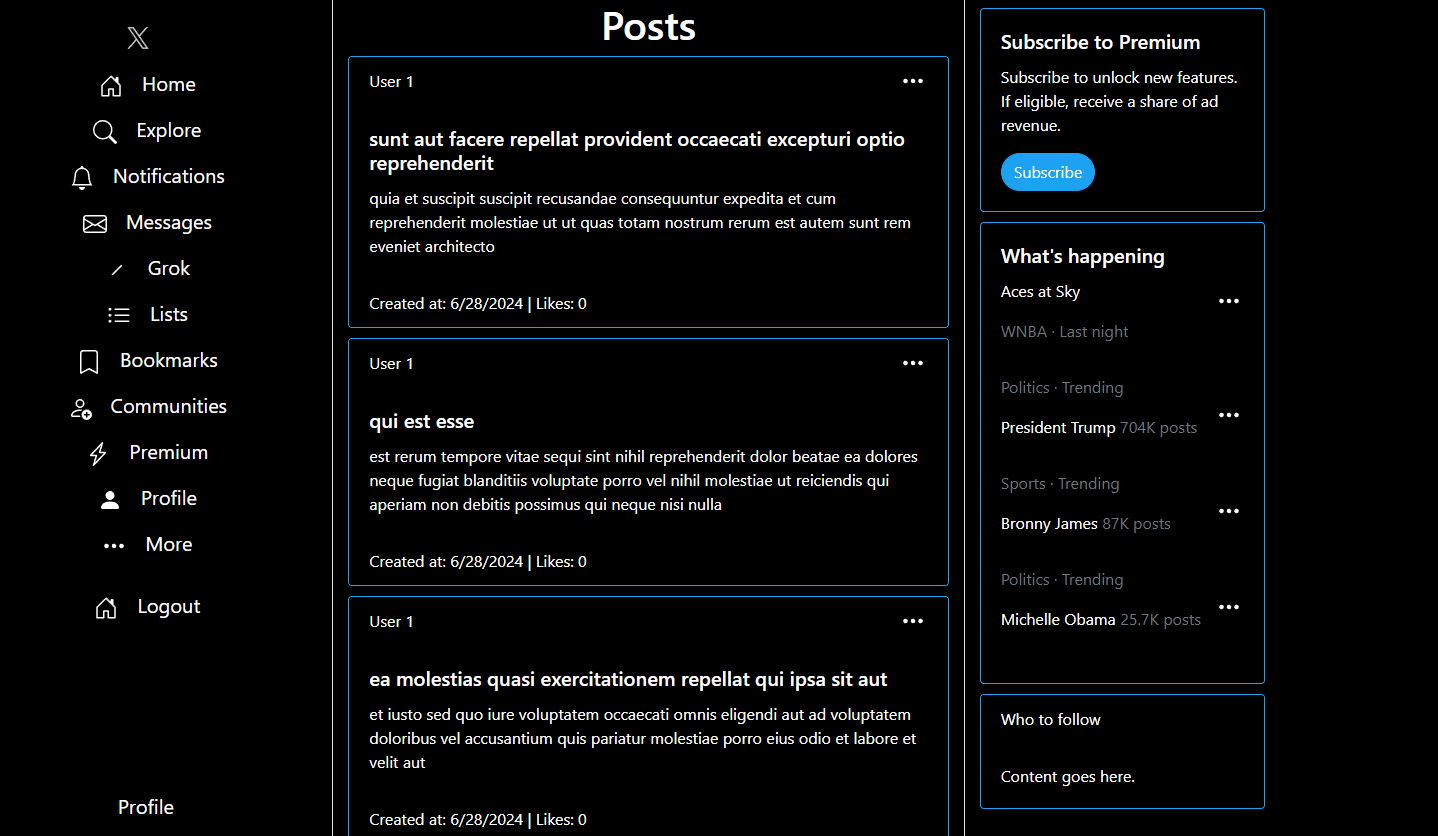 Home
Explore
Notifications
Messages
Grok
Lists
Bookmarks
Communities
Premium
Profile
More
Logout
Profile
Posts
User 1
sunt aut facere repellat provident occaecati excepturi optio
reprehenderit
quia et suscipit suscipit recusandae consequuntur expedita et cum
reprehenderit molestiae ut ut quas totam nostrum rerum est autem sunt rem
eveniet architecto
Created at: 6/28/2024 | Likes: 0
User 1
qui est esse
est rerum tempore vitae sequi sint nihil reprehenderit dolor beatae ea dolores
neque fugiat blanditiis voluptate porro vel nihil molestiae ut reiciendis qui
aperiam non debitis possimus qui neque nisi nulla
Created at: 6/28/2024 | Likes: 0
User 1
ea molestias quasi exercitationem repellat qui ipsa sit aut
et iusto sed quo iure voluptatem occaecati omnis eligendi aut ad voluptatem
doloribus vel accusantium quis pariatur molestiae porro eius odio et labore et
velit aut
Created at: 6/28/2024 | Likes: 0
Subscribe to Premium
Subscribe to unlock new features.
If eligible, receive a share of ad
revenue.
Subscribe
What's happening
Aces at Sky
WNBA · Last night
Politics · Trending
President Trump 704K posts
Sports · Trending
Bronny James 87K posts
Politics · Trending
Michelle Obama 25.7K posts
Who to follow
Content goes here.